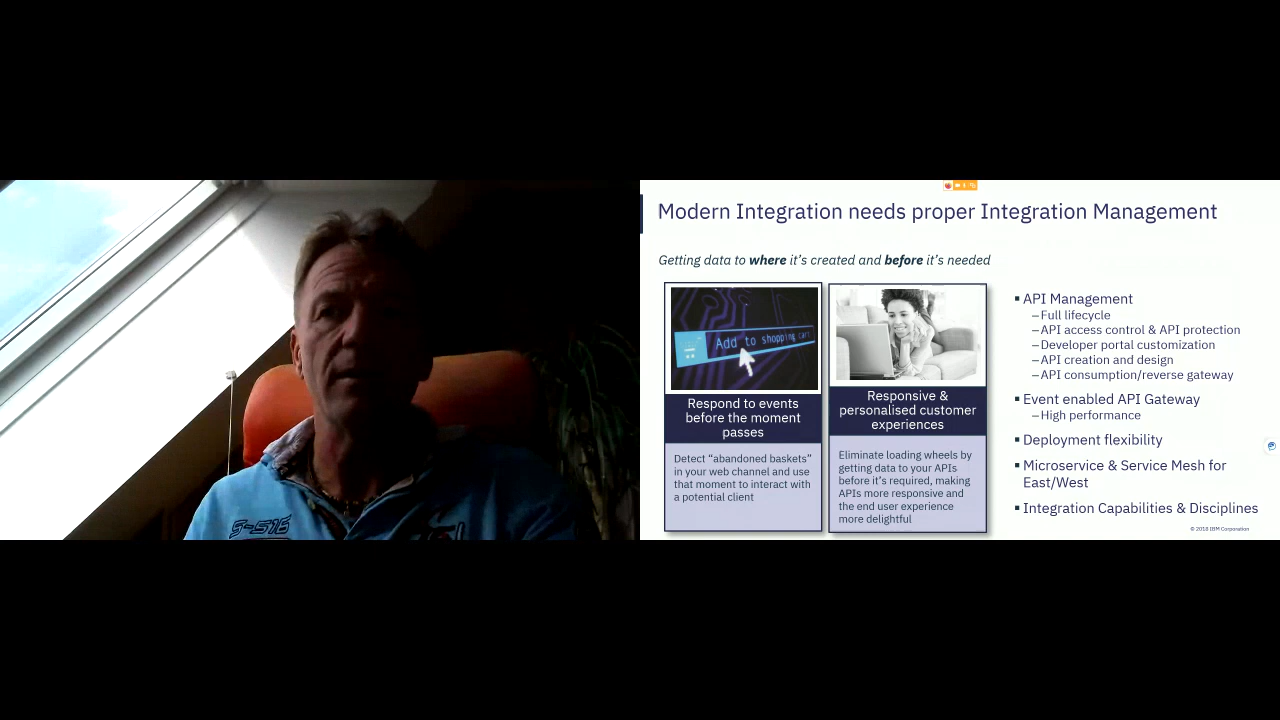 Modern Integration needs proper Integration Management
Getting data to where it's created and before it's needed
Add to shopping cart
Respond to events
before the moment
passes
Detect “abandoned baskets”
in your web channel and use
that moment to interact with
a potential client
Responsive &
personalised customer
experiences
Eliminate loading wheels by
getting data to your APIs
before it's required, making
APIs more responsive and
the end user experience
more delightful
▪ API Management
–Full lifecycle
–API access control & API protection
–Developer portal customization
–API creation and design
–API consumption/reverse gateway
▪ Event enabled API Gateway
–High performance
▪ Deployment flexibility
▪ Microservice & Service Mesh for
East/West
▪ Integration Capabilities & Disciplines
© 2018 IBM Corporation
S-516